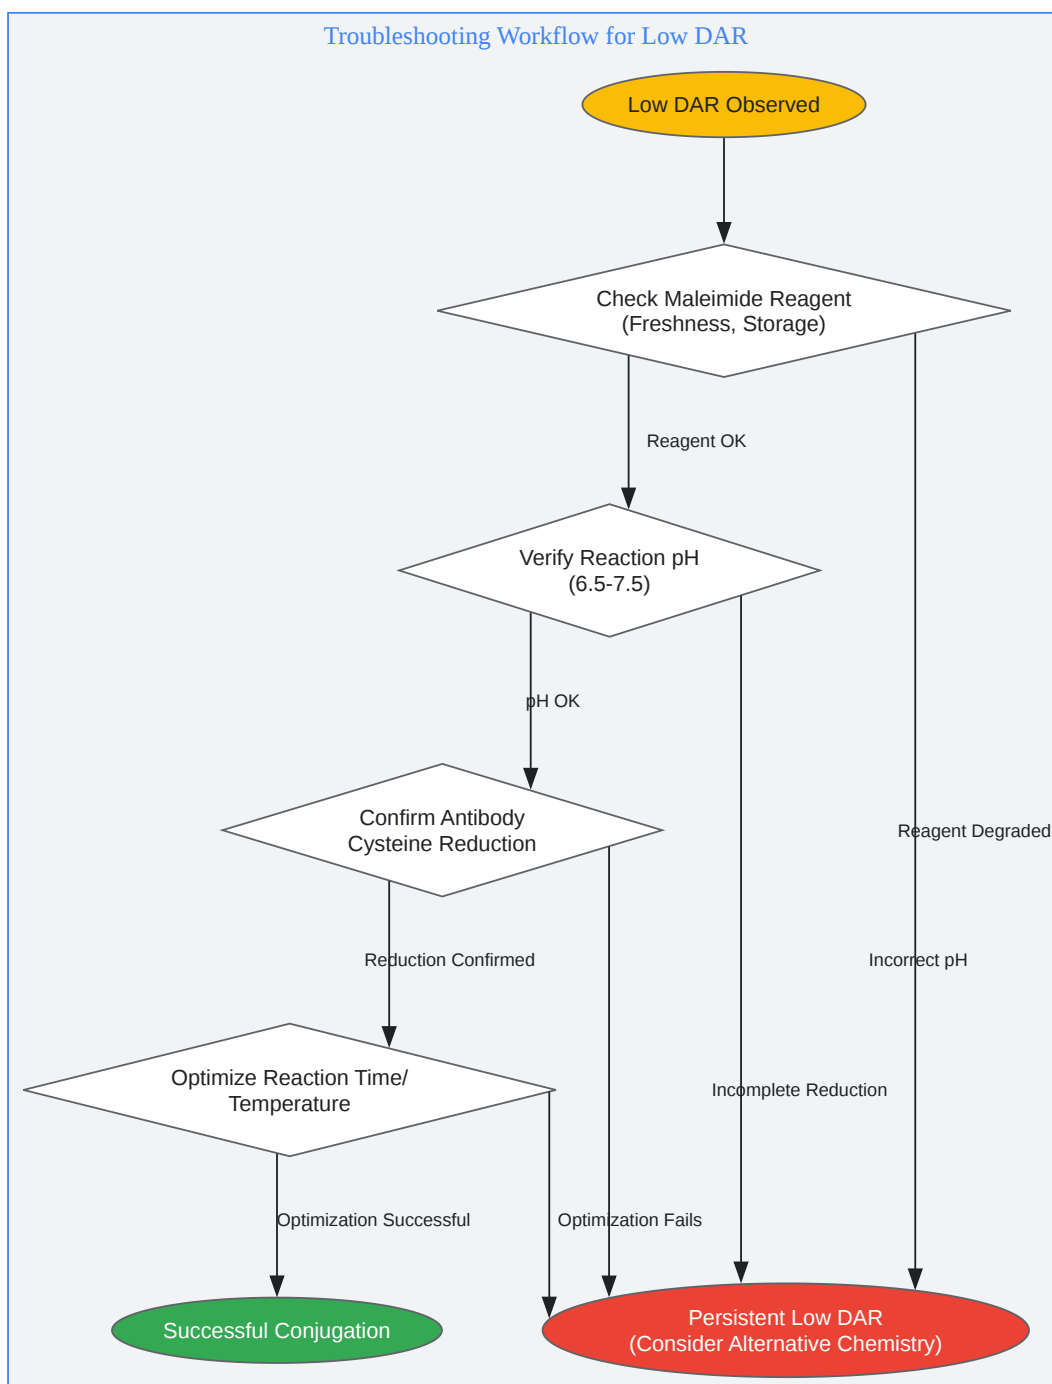 Troubleshooting Workflow for Low DAR
Low DAR Observed
Check Maleimide Reagent
(Freshness, Storage)
Reagent OK
Verify Reaction pH
(6.5-7.5)
pH OK
Confirm Antibody
Cysteine Reduction
Reagent Degraded
Reduction Confirmed
Incorrect pH
Optimize Reaction Time/
Temperature
Incomplete Reduction
Optimization Successful
Optimization Fails
Successful Conjugation
Persistent Low DAR
(Consider Alternative Chemistry)